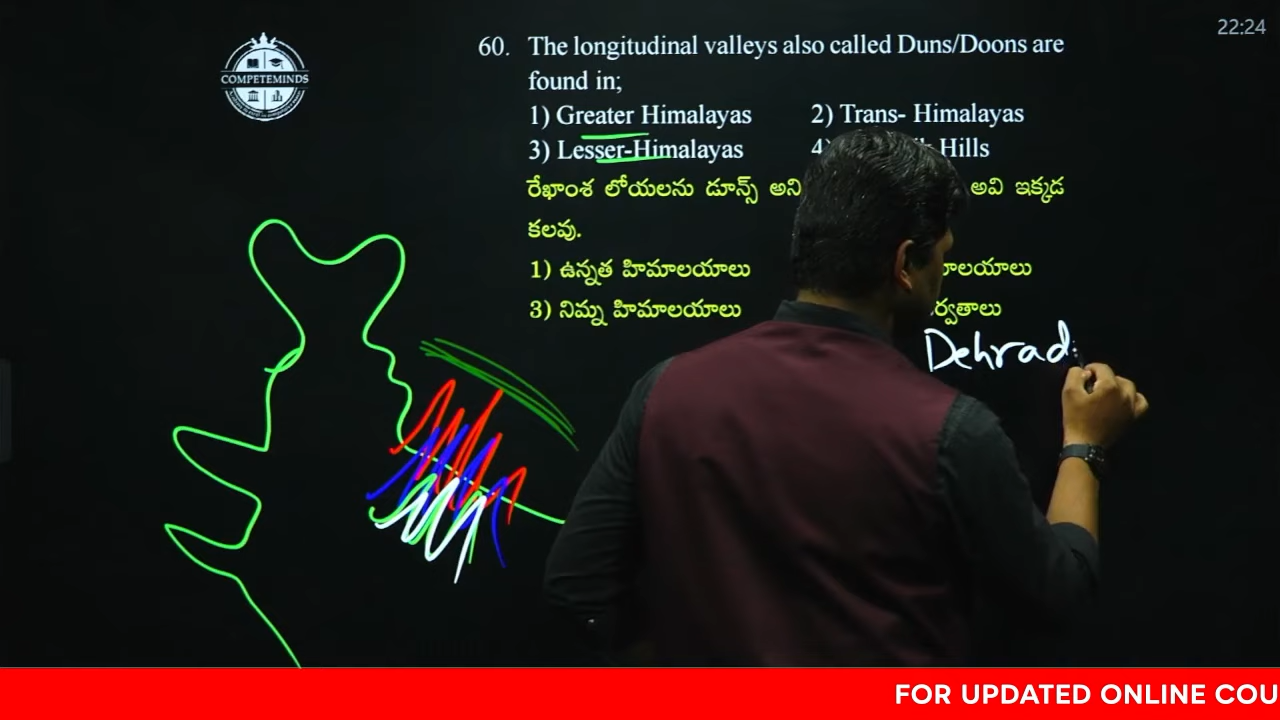 22:24
COMPETEMINDS
60. The longitudinal valleys also called Duns/Doons are
found in;
1) Greater Himalayas 2) Trans- Himalayas
3) Lesser-Himalayas 4) Hills
రేఖాంశ లోయలను డూన్స్ అని అవి ఇక్కడ
కలవు.
1) ఉన్నత హిమాలయాలు
3) నిమ్న హిమాలయాలు
Dehrad
FOR UPDATED ONLINE COU